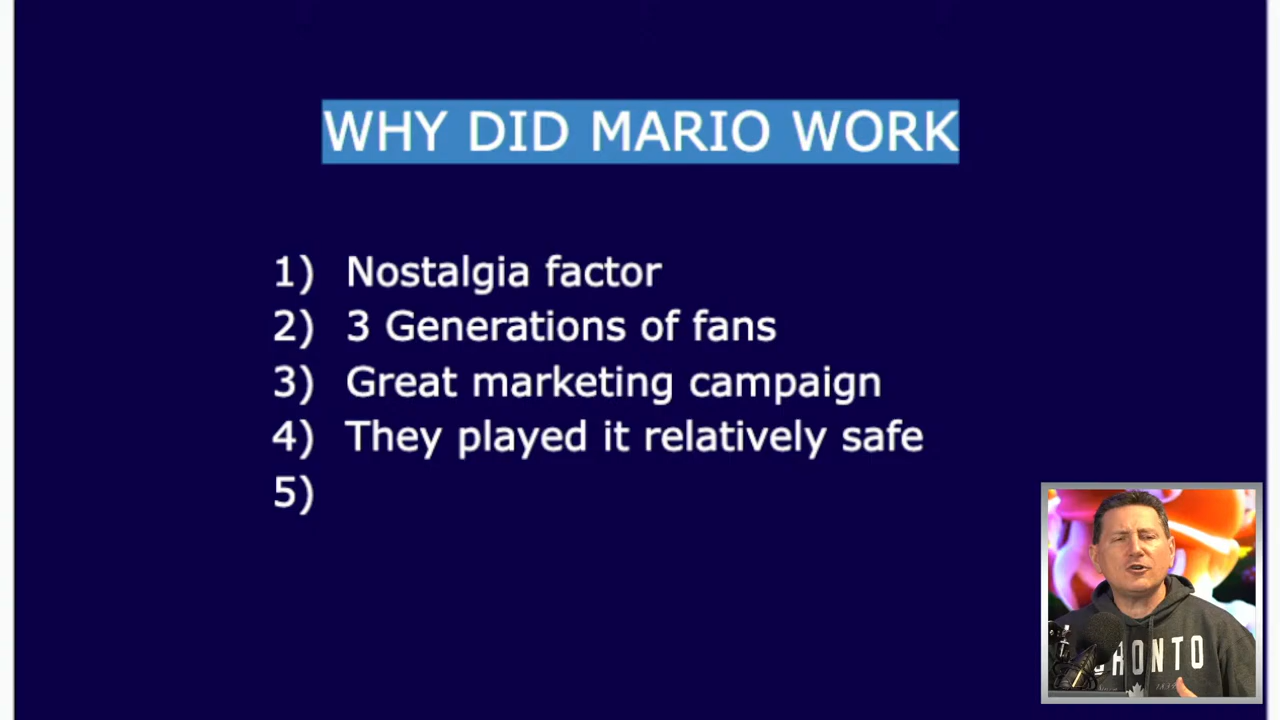 WHY DID MARIO WORK
1) Nostalgia factor
2) 3 Generations of fans
3) Great marketing campaign
4) They played it relatively safe
5)